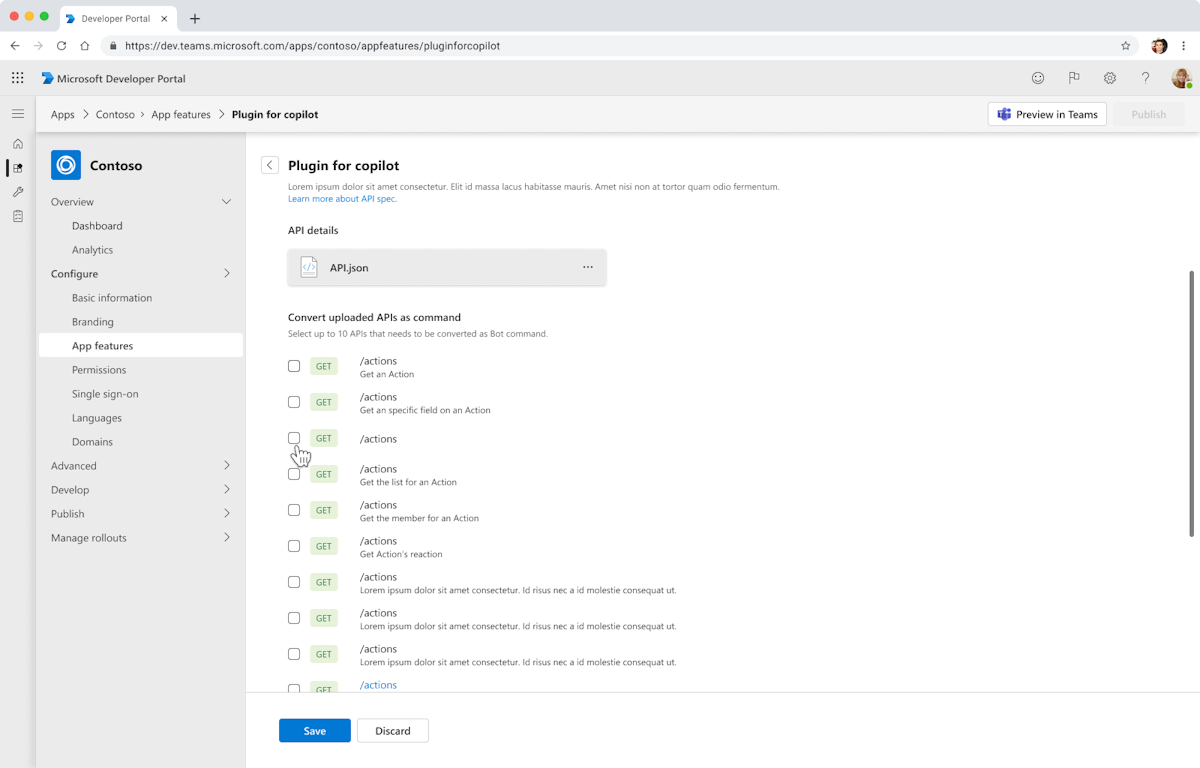 Developer Portal
https://dev.teams.microsoft.com/apps/contoso/appfeatures/pluginforcopilot
Microsoft Developer Portal
Apps > Contoso > App features > Plugin for copilot
Preview in Teams
Publish
Contoso
Overview
Dashboard
Analytics
Configure
Basic information
Branding
App features
Permissions
Single sign-on
Languages
Domains
Advanced
Develop
Publish
Manage rollouts
Plugin for copilot
Lorem ipsum dolor sit amet consectetur. Elit id massa lacus habitasse mauris. Amet nisi non at tortor quam odio fermentum.
Learn more about API spec.
API details
API.json
Convert uploaded APIs as command
Select up to 10 APIs that needs to be converted as Bot command.
GET /actions
Get an Action
GET /actions
Get an specific field on an Action
GET /actions
GET /actions
Get the list for an Action
GET /actions
Get the member for an Action
GET /actions
Get Action's reaction
GET /actions
Lorem ipsum dolor sit amet consectetur. Id risus nec a id molestie consequat ut.
GET /actions
Lorem ipsum dolor sit amet consectetur. Id risus nec a id molestie consequat ut.
GET /actions
Lorem ipsum dolor sit amet consectetur. Id risus nec a id molestie consequat ut.
GET /actions
Save
Discard